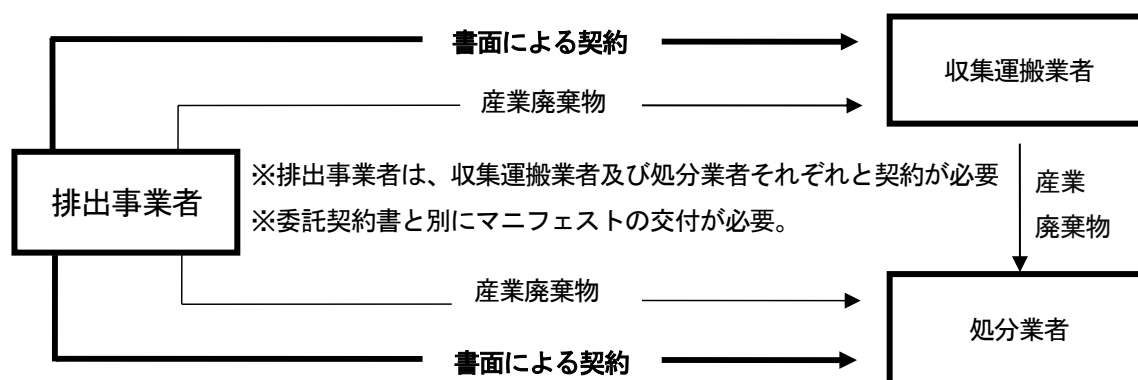 書面による契約
収集運搬業者
産業廃棄物
排出事業者
※排出事業者は、収集運搬業者及び処分業者それぞれと契約が必要
※委託契約書と別にマニフェストの交付が必要。
産業
廃棄物
産業廃棄物
処分業者
書面による契約